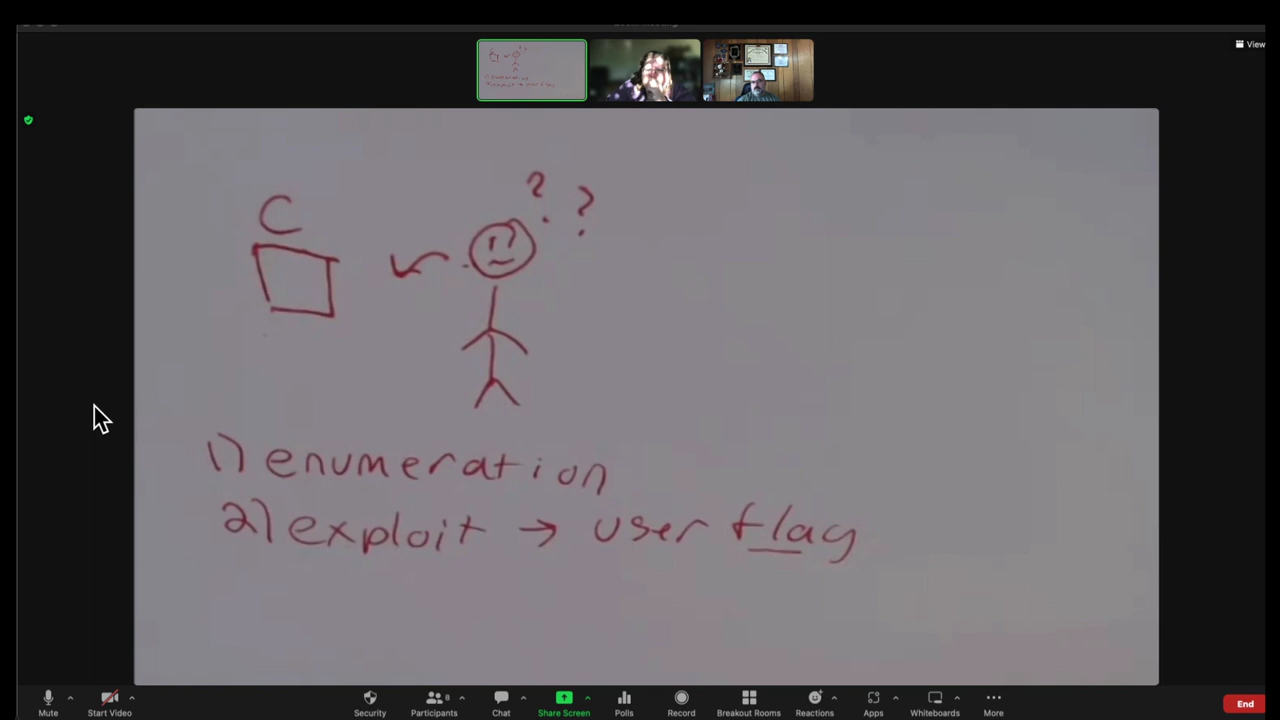 View
? ?
C
1) enumeration
2) exploit → user flag
Mute
Start Video
Security
Participants
8
Chat
Share Screen
Polls
Record
Breakout Rooms
Reactions
Apps
Whiteboards
More
End